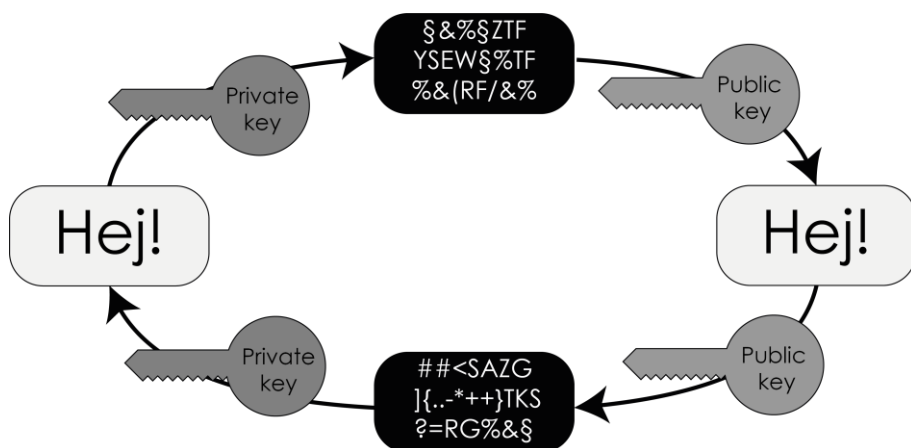 §&%§ZTF
YSEW§%TF
%&(RF/&%
Private
key
Public
key
Hej!
Hej!
Private
key
Public
key
##<SAZG
]{..-*++}TKS
?=RG%&§